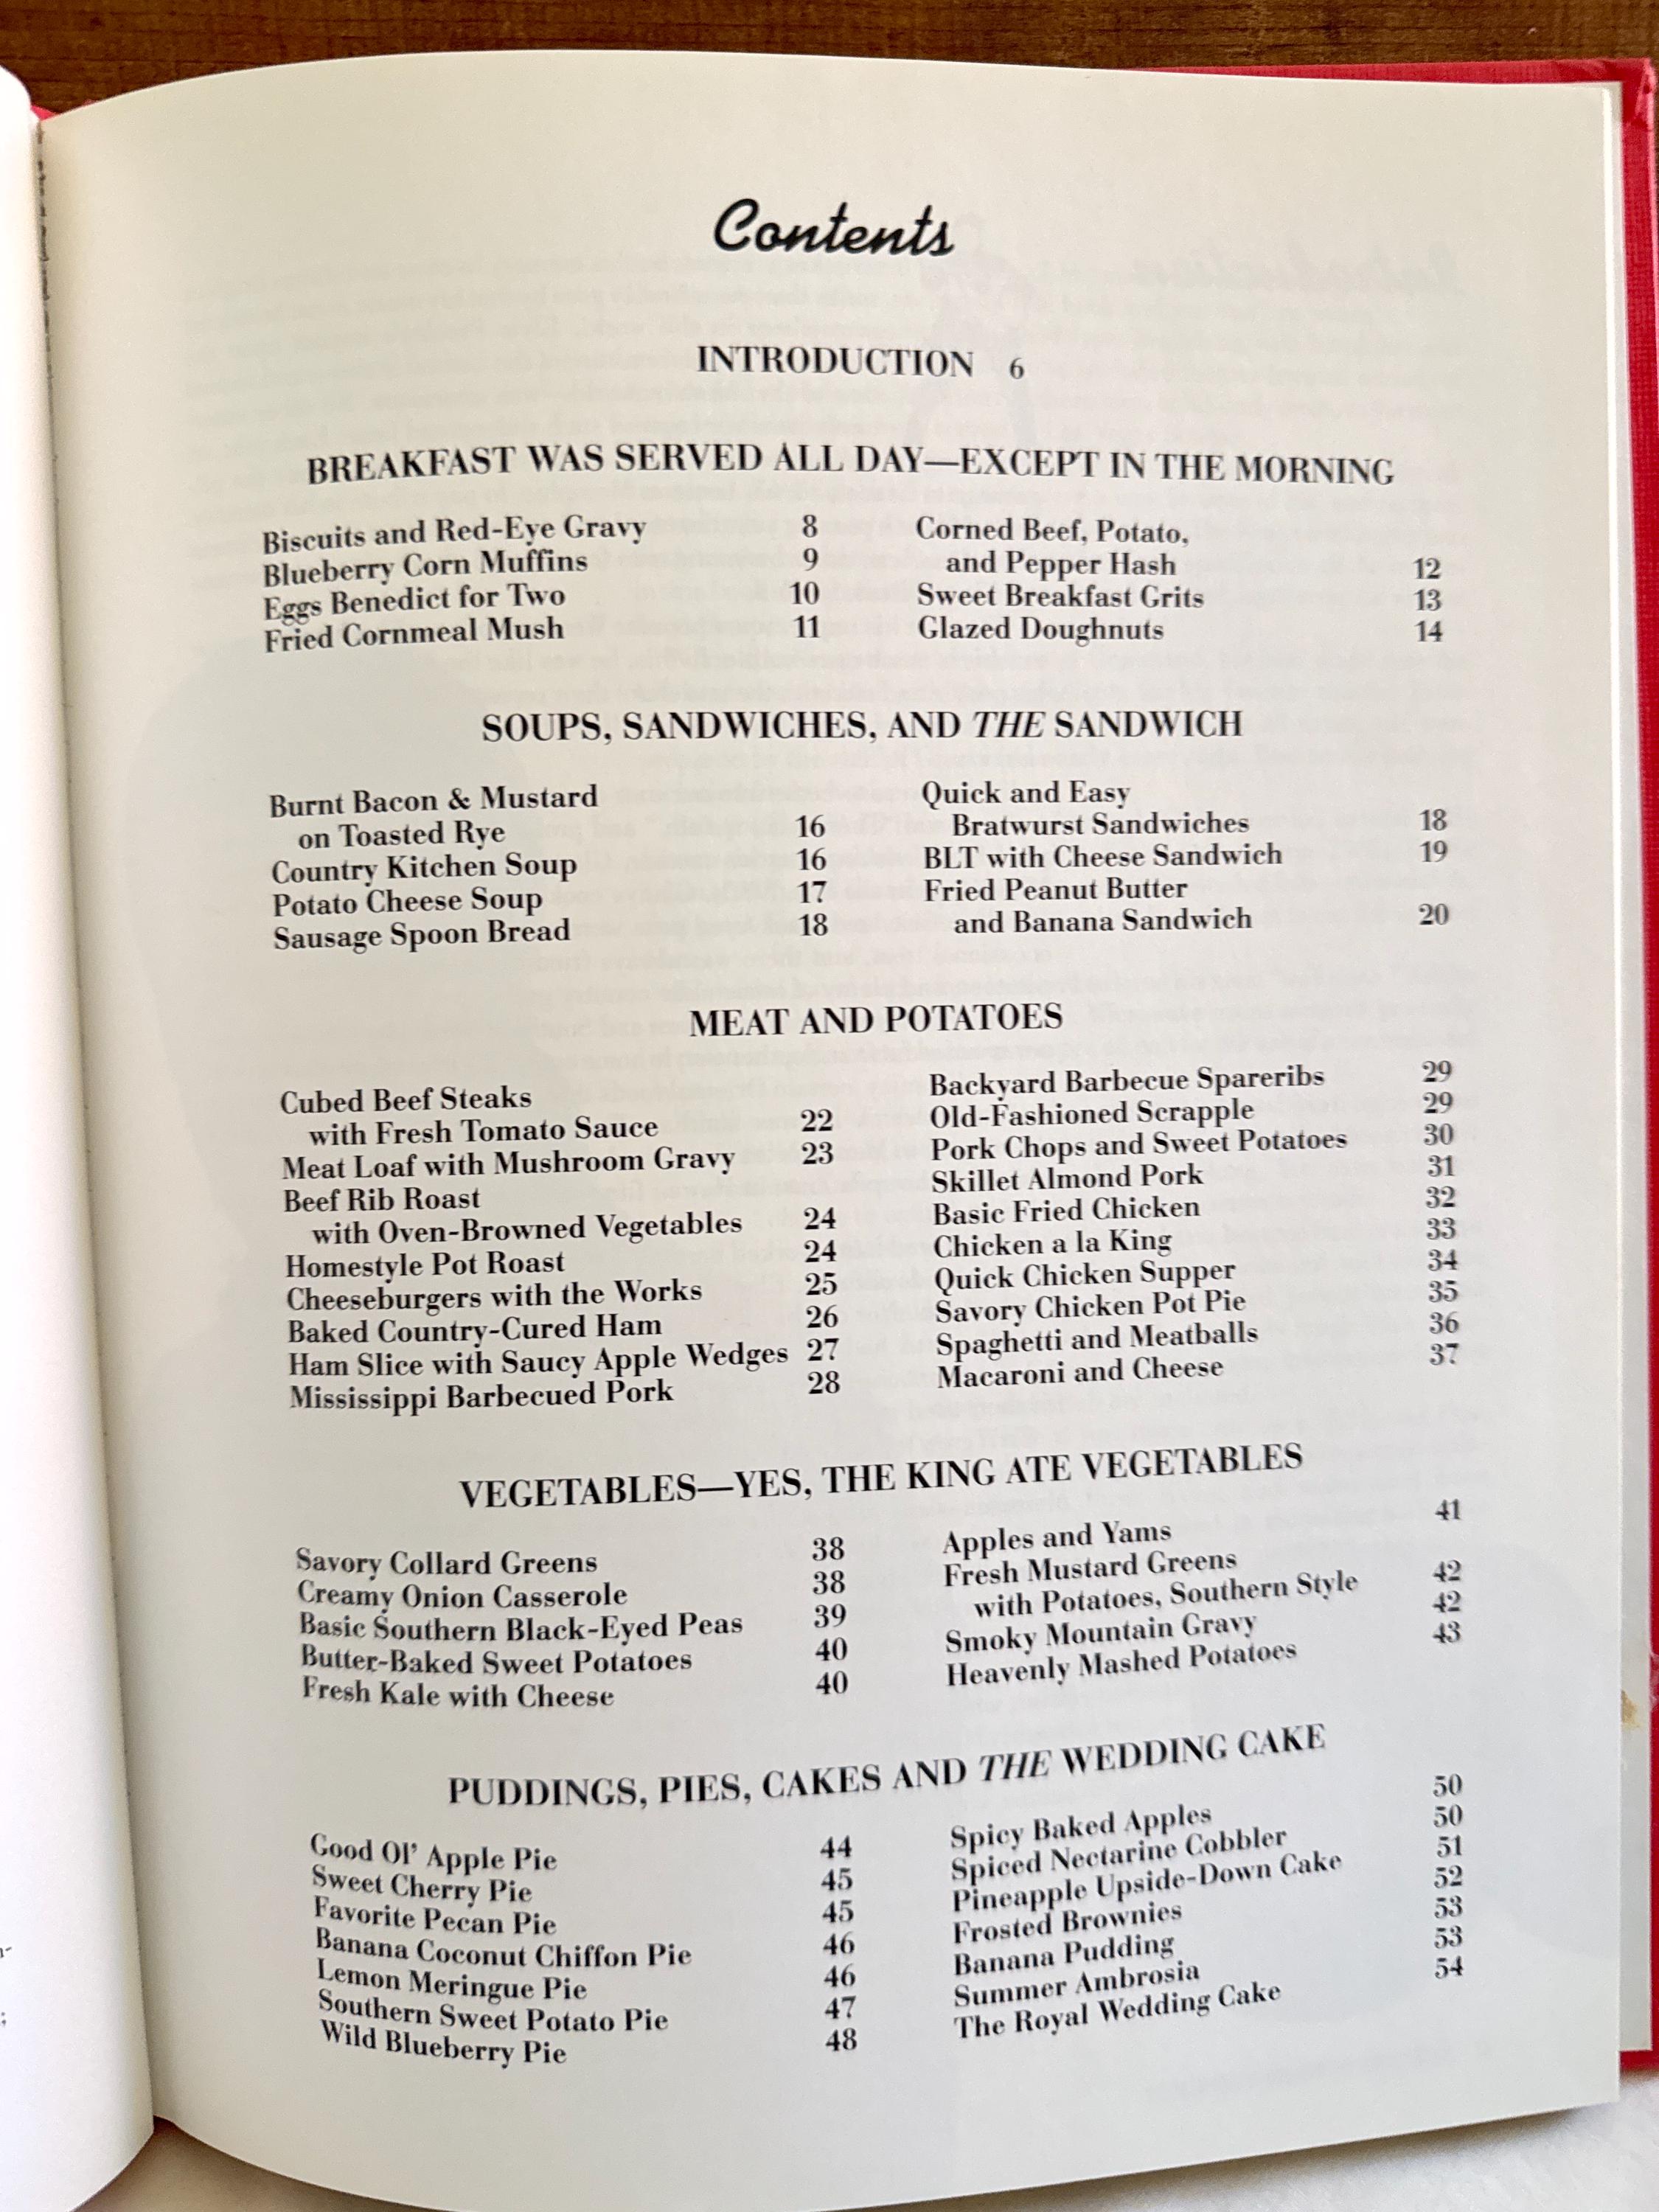 Contents
INTRODUCTION 6
BREAKFAST WAS SERVED ALL DAY—EXCEPT IN THE MORNING
Biscuits and Red-Eye Gravy 8
Blueberry Corn Muffins 9
Eggs Benedict for Two 10
Fried Cornmeal Mush 11
Corned Beef, Potato,
and Pepper Hash 12
Sweet Breakfast Grits 13
Glazed Doughnuts 14
SOUPS, SANDWICHES, AND THE SANDWICH
Burnt Bacon & Mustard
on Toasted Rye 16
Country Kitchen Soup 16
Potato Cheese Soup 17
Sausage Spoon Bread 18
Quick and Easy
Bratwurst Sandwiches 18
BLT with Cheese Sandwich 19
Fried Peanut Butter
and Banana Sandwich 20
MEAT AND POTATOES
Cubed Beef Steaks
with Fresh Tomato Sauce 22
Meat Loaf with Mushroom Gravy 23
Beef Rib Roast
with Oven-Browned Vegetables 24
Homestyle Pot Roast 24
Cheeseburgers with the Works 25
Baked Country-Cured Ham 26
Ham Slice with Saucy Apple Wedges 27
Mississippi Barbecued Pork 28
Backyard Barbecue Spareribs 29
Old-Fashioned Scrapple 29
Pork Chops and Sweet Potatoes 30
Skillet Almond Pork 31
Basic Fried Chicken 32
Chicken a la King 33
Quick Chicken Supper 34
Savory Chicken Pot Pie 35
Spaghetti and Meatballs 36
Macaroni and Cheese 37
VEGETABLES—YES, THE KING ATE VEGETABLES
Savory Collard Greens 38
Creamy Onion Casserole 38
Basic Southern Black-Eyed Peas 39
Butter-Baked Sweet Potatoes 40
Fresh Kale with Cheese 40
Apples and Yams 41
Fresh Mustard Greens
with Potatoes, Southern Style 42
Smoky Mountain Gravy 42
Heavenly Mashed Potatoes 43
PUDDINGS, PIES, CAKES AND THE WEDDING CAKE
Good Ol' Apple Pie 44
Sweet Cherry Pie 45
Favorite Pecan Pie 45
Banana Coconut Chiffon Pie 46
Lemon Meringue Pie 46
Southern Sweet Potato Pie 47
Wild Blueberry Pie 48
Spicy Baked Apples 50
Spiced Nectarine Cobbler 50
Pineapple Upside-Down Cake 51
Frosted Brownies 52
Banana Pudding 53
Summer Ambrosia 53
The Royal Wedding Cake 54